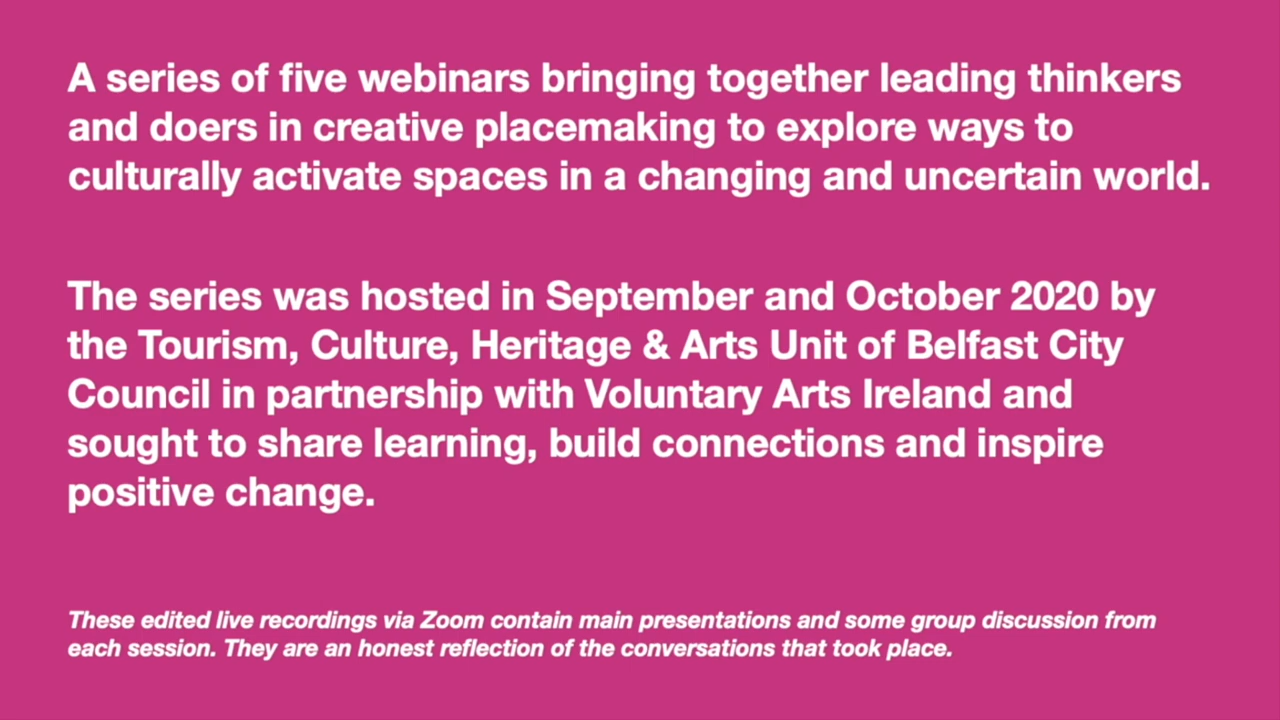 A series of five webinars bringing together leading thinkers
and doers in creative placemaking to explore ways to
culturally activate spaces in a changing and uncertain world.
The series was hosted in September and October 2020 by
the Tourism, Culture, Heritage & Arts Unit of Belfast City
Council in partnership with Voluntary Arts Ireland and
sought to share learning, build connections and inspire
positive change.
These edited live recordings via Zoom contain main presentations and some group discussion from
each session. They are an honest reflection of the conversations that took place.